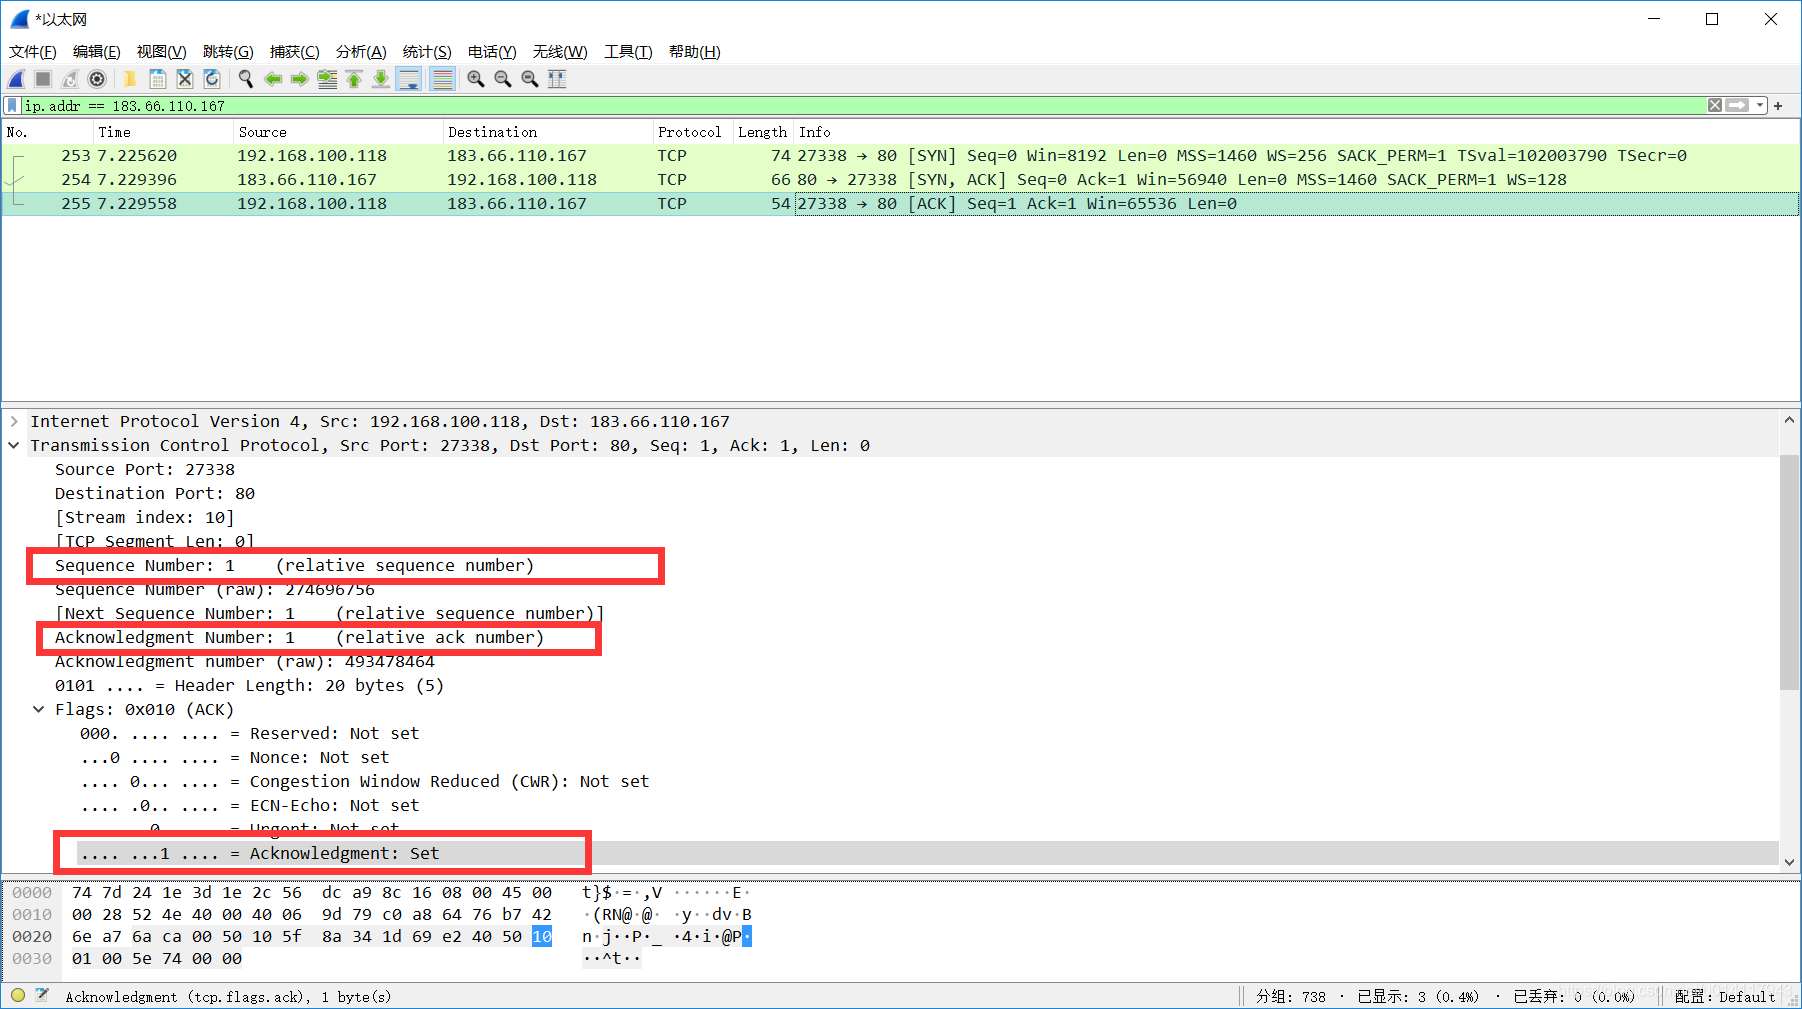 *以太网
文件(F) 编辑(E) 视图(V) 跳转(G) 捕获(C) 分析(A) 统计(S) 电话(Y) 无线(W) 工具(T) 帮助(H)
ip.addr == 183.66.110.167
No. Time Source Destination Protocol Length Info
253 7.225620 192.168.100.118 183.66.110.167 TCP 74 27338 → 80 [SYN] Seq=0 Win=8192 Len=0 MSS=1460 WS=256 SACK_PERM=1 TSval=102003790 TSecr=0
254 7.229396 183.66.110.167 192.168.100.118 TCP 66 80 → 27338 [SYN, ACK] Seq=0 Ack=1 Win=56940 Len=0 MSS=1460 SACK_PERM=1 WS=128
255 7.229558 192.168.100.118 183.66.110.167 TCP 54 27338 → 80 [ACK] Seq=1 Ack=1 Win=65536 Len=0
Internet Protocol Version 4, Src: 192.168.100.118, Dst: 183.66.110.167
Transmission Control Protocol, Src Port: 27338, Dst Port: 80, Seq: 1, Ack: 1, Len: 0
Source Port: 27338
Destination Port: 80
[Stream index: 10]
[TCP Segment Len: 0]
Sequence Number: 1 (relative sequence number)
Sequence Number (raw): 274696756
[Next Sequence Number: 1 (relative sequence number)]
Acknowledgment Number: 1 (relative ack number)
Acknowledgment number (raw): 493478464
0101 .... = Header Length: 20 bytes (5)
Flags: 0x010 (ACK)
000. .... .... = Reserved: Not set
...0 .... .... = Nonce: Not set
.... 0... .... = Congestion Window Reduced (CWR): Not set
.... .0.. .... = ECN-Echo: Not set
.... ..0. .... = Urgent: Not set
.... ...1 .... = Acknowledgment: Set
0000 74 7d 24 1e 3d 1e 2c 56 dc a9 8c 16 08 00 45 00 t}$·=·,V ······E·
0010 00 28 52 4e 40 00 40 06 9d 79 c0 a8 64 76 b7 42 ·(RN@·@· ·y··dv·B
0020 6e a7 6a ca 00 50 10 5f 8a 34 1d 69 e2 40 50 10 n·j··P·_ ·4·i·@P·
0030 01 00 5e 74 00 00 ··^t··
Acknowledgment (tcp.flags.ack), 1 byte(s) 分组: 738 · 已显示: 3 (0.4%) · 已丢弃: 0 (0.0%) 配置: Default